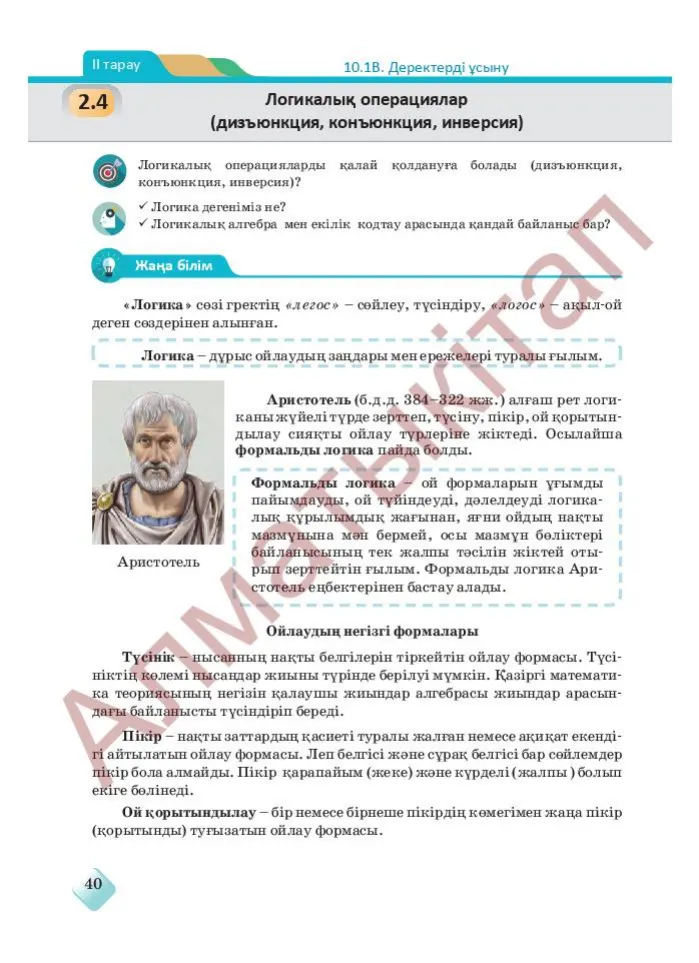 II тарау
10.1В. Деректерді ұсыну
2.4
Логикалық операциялар
(дизъюнкция, конъюнкция, инверсия)
Логикалық операцияларды қалай қолдануға болады (дизъюнкция,
конъюнкция, инверсия)?
✓ Логика дегеніміз не?
✓ Логикалық алгебра мен екілік кодтау арасында қандай байланыс бар?
Жаңа білім
«Логика» сөзі гректің «легос» – сөйлеу, түсіндіру, «логос» – ақыл-ой
деген сөздерінен алынған.
Логика – дұрыс ойлаудың заңдары мен ережелері туралы ғылым.
Аристотель (б.д.д. 384–322 жж.) алғаш рет логи-
каны жүйелі түрде зерттеп, түсіну, пікір, ой қорытын-
дылау сияқты ойлау түрлеріне жіктеді. Осылайша
формальды логика пайда болды.
Формальды логика – ой формаларын ұғымды
пайымдауды, ой түйіндеуді, дәлелдеуді логика-
лық құрылымдық жағынан, яғни ойдың нақты
мазмұнына мән бермей, осы мазмұн бөліктері
байланысының тек жалпы тәсілін жіктей оты-
рып зерттейтін ғылым. Формальды логика Ари-
стотель еңбектерінен бастау алады.
Аристотель
Ойлаудың негізгі формалары
Түсінік – нысанның нақты белгілерін тіркейтін ойлау формасы. Түсі-
ніктің көлемі нысандар жиыны түрінде берілуі мүмкін. Қазіргі математи-
ка теориясының негізін қалаушы жиындар алгебрасы жиындар арасын-
дағы байланысты түсіндіріп береді.
Пікір – нақты заттардың қасиеті туралы жалған немесе ақиқат екенді-
гі айтылатын ойлау формасы. Леп белгісі және сұрақ белгісі бар сөйлемдер
пікір бола алмайды. Пікір қарапайым (жеке) және күрделі (жалпы ) болып
екіге бөлінеді.
Ой қорытындылау – бір немесе бірнеше пікірдің көмегімен жаңа пікір
(қорытынды) туғызатын ойлау формасы.
40
Алматыкітап